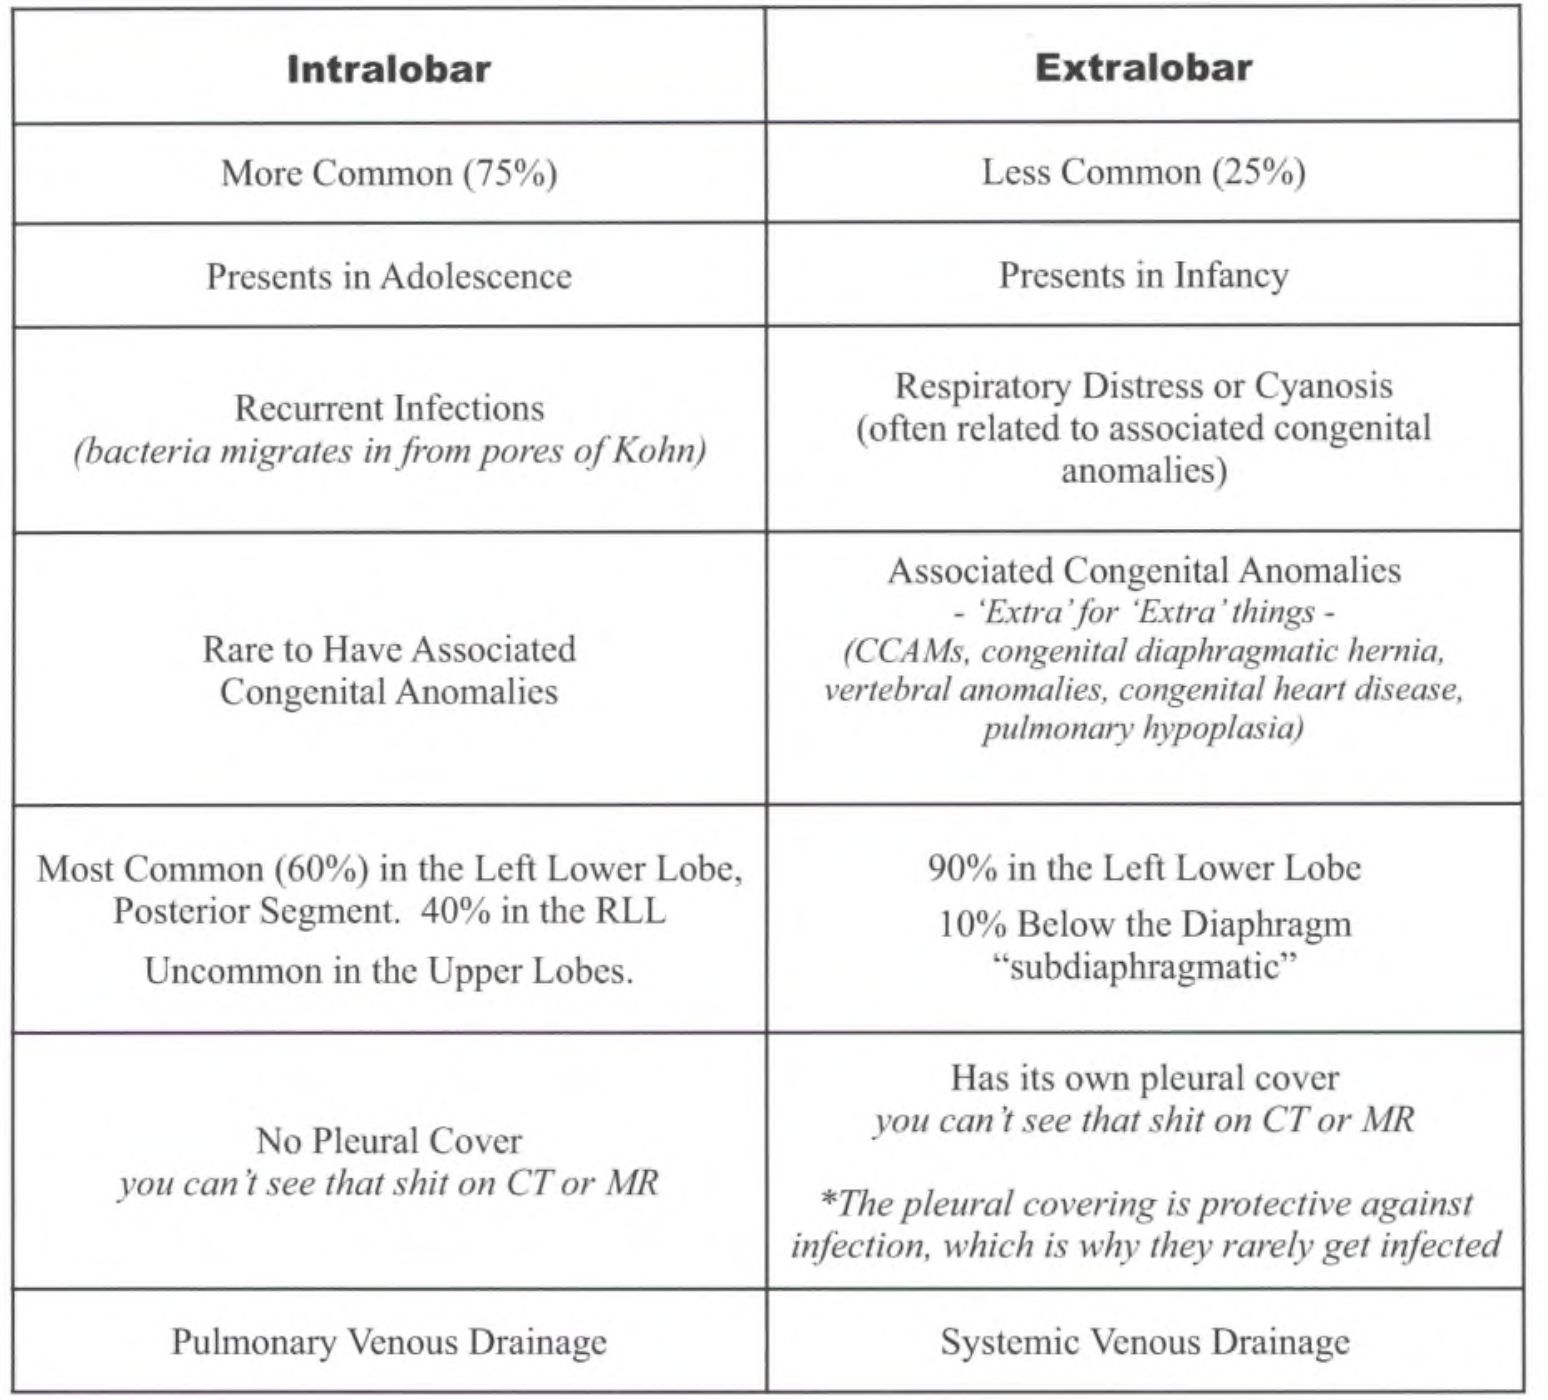 Intralobar
Extralobar
More Common (75%)
Less Common (25%)
Presents in Adolescence
Presents in Infancy
Recurrent Infections
(bacteria migrates in from pores of Kohn)
Respiratory Distress or Cyanosis
(often related to associated congenital
anomalies)
Rare to Have Associated
Congenital Anomalies
Associated Congenital Anomalies
- ‘Extra’ for ‘Extra’ things -
(CCAMs, congenital diaphragmatic hernia,
vertebral anomalies, congenital heart disease,
pulmonary hypoplasia)
Most Common (60%) in the Left Lower Lobe,
Posterior Segment. 40% in the RLL
Uncommon in the Upper Lobes.
90% in the Left Lower Lobe
10% Below the Diaphragm
“subdiaphragmatic”
No Pleural Cover
you can’t see that shit on CT or MR
Has its own pleural cover
you can’t see that shit on CT or MR
*The pleural covering is protective against
infection, which is why they rarely get infected
Pulmonary Venous Drainage
Systemic Venous Drainage